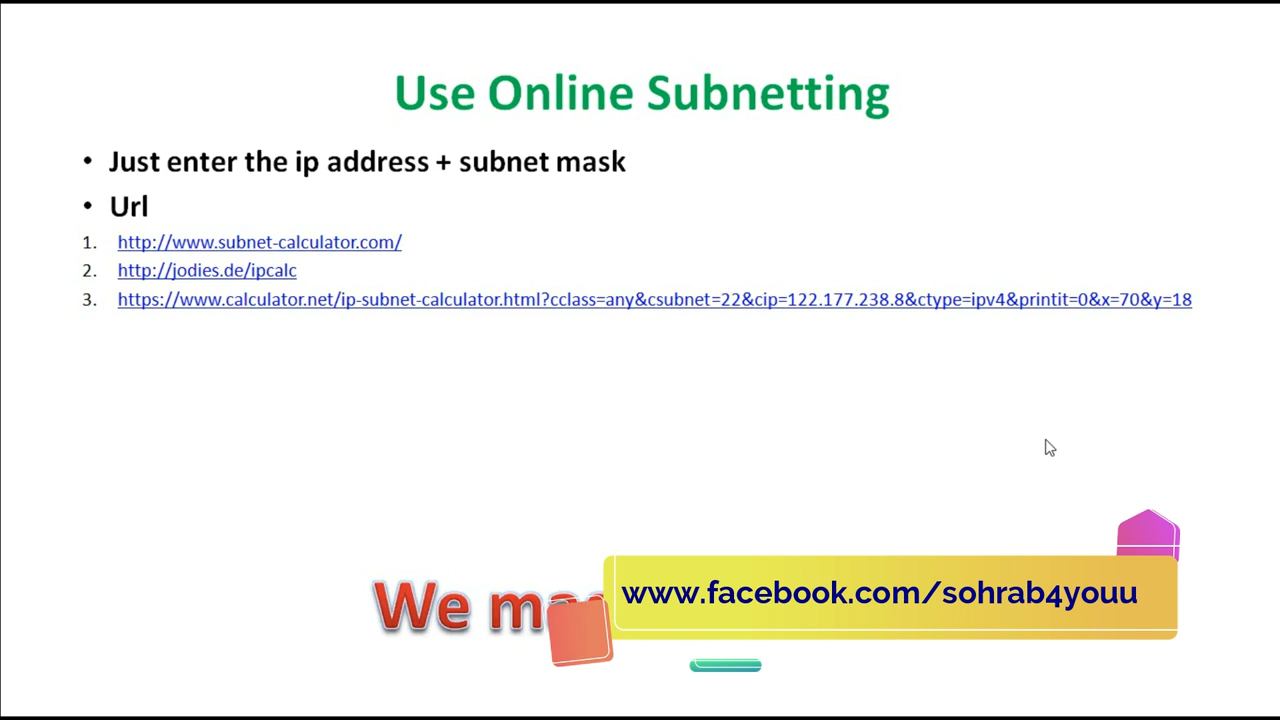 Use Online Subnetting
• Just enter the ip address + subnet mask
• Url
1. http://www.subnet-calculator.com/
2. http://jodies.de/ipcalc
3. https://www.calculator.net/ip-subnet-calculator.html?cclass=any&csubnet=22&cip=122.177.238.8&ctype=ipv4&printit=0&x=70&y=18
We
www.facebook.com/sohrab4youu